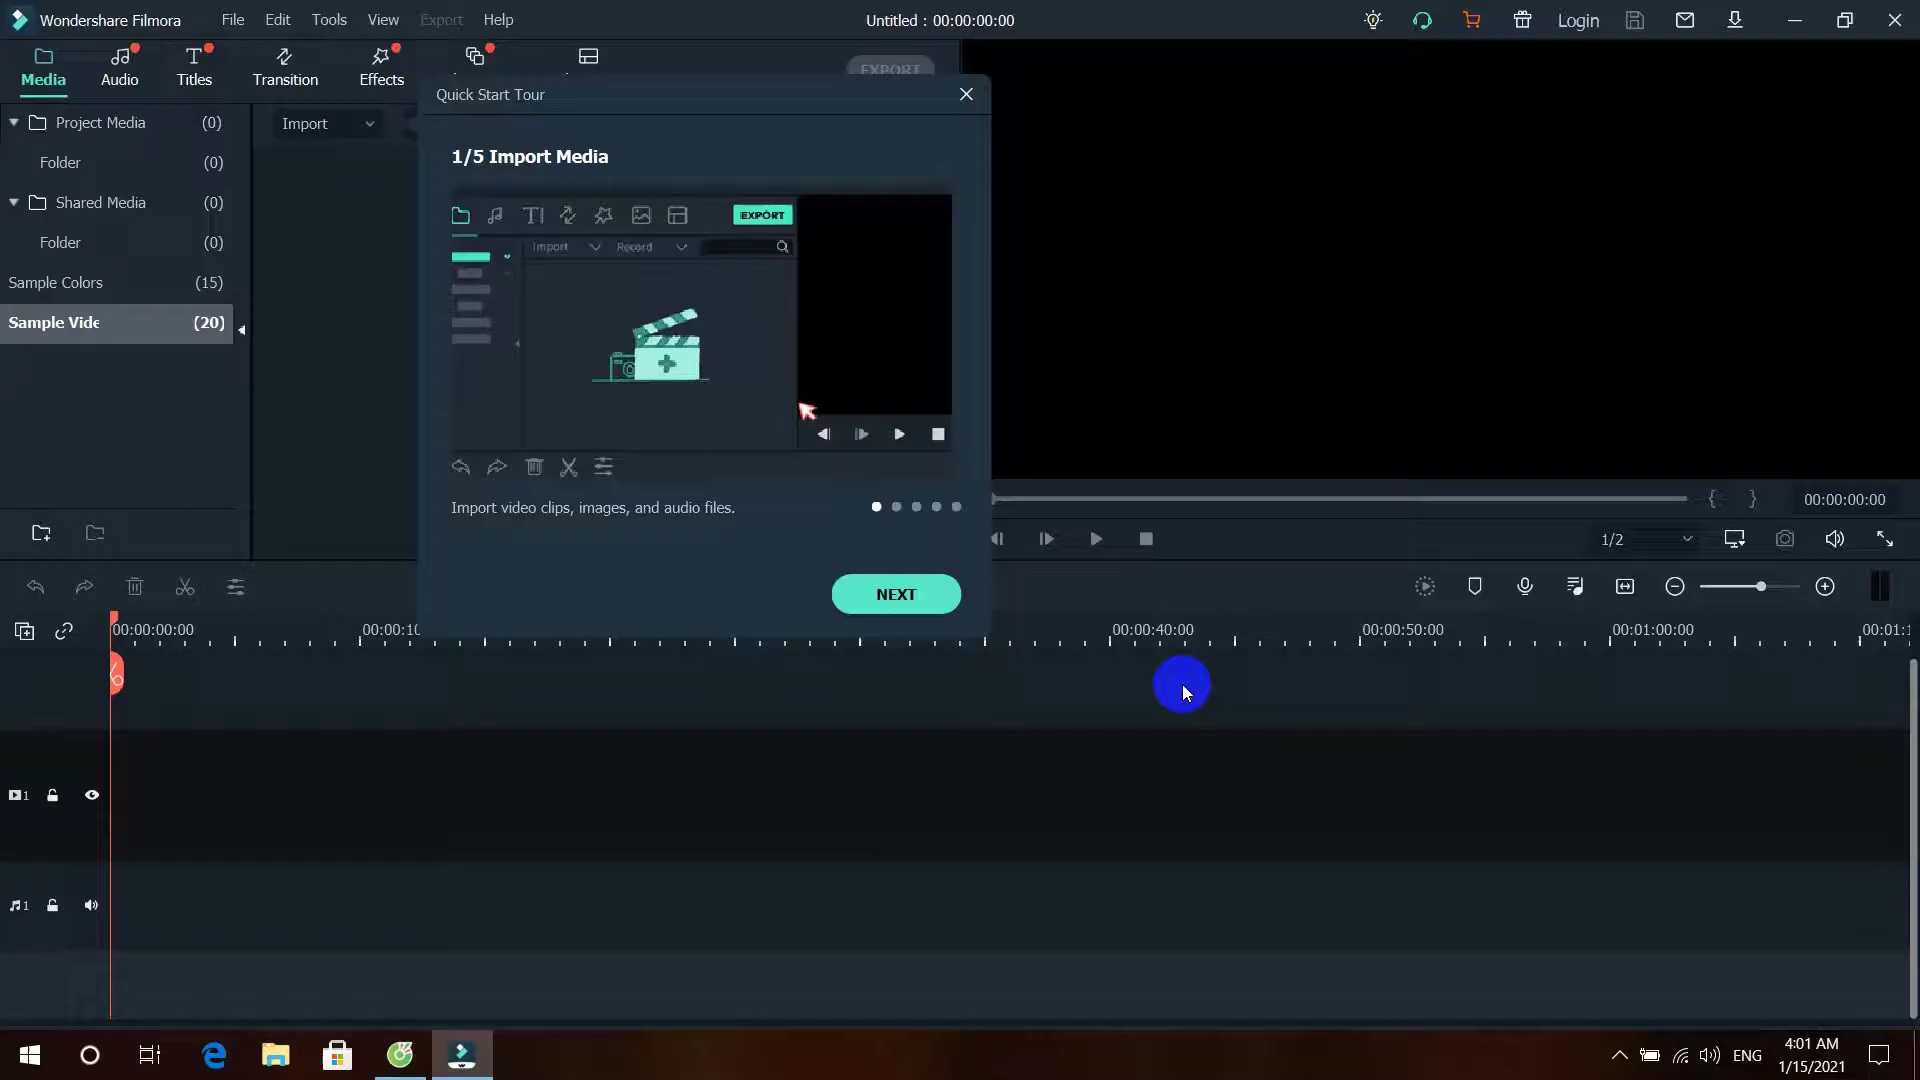 Wondershare Filmora File Edit Tools View Export Help Untitled : 00:00:00:00 Login
Media Audio Titles Transition Effects
EXPORT
Quick Start Tour
Project Media (0)
Import
Folder (0)
Shared Media (0)
Folder (0)
Sample Colors (15)
Sample Vide (20)
1/5 Import Media
EXPORT
Import Record
Import video clips, images, and audio files.
NEXT
00:00:00:00
1/2
00:00:00:00 00:00:10 00:00:40:00 00:00:50:00 00:01:00:00 00:01:1
1
1
ENG
4:01 AM
1/15/2021